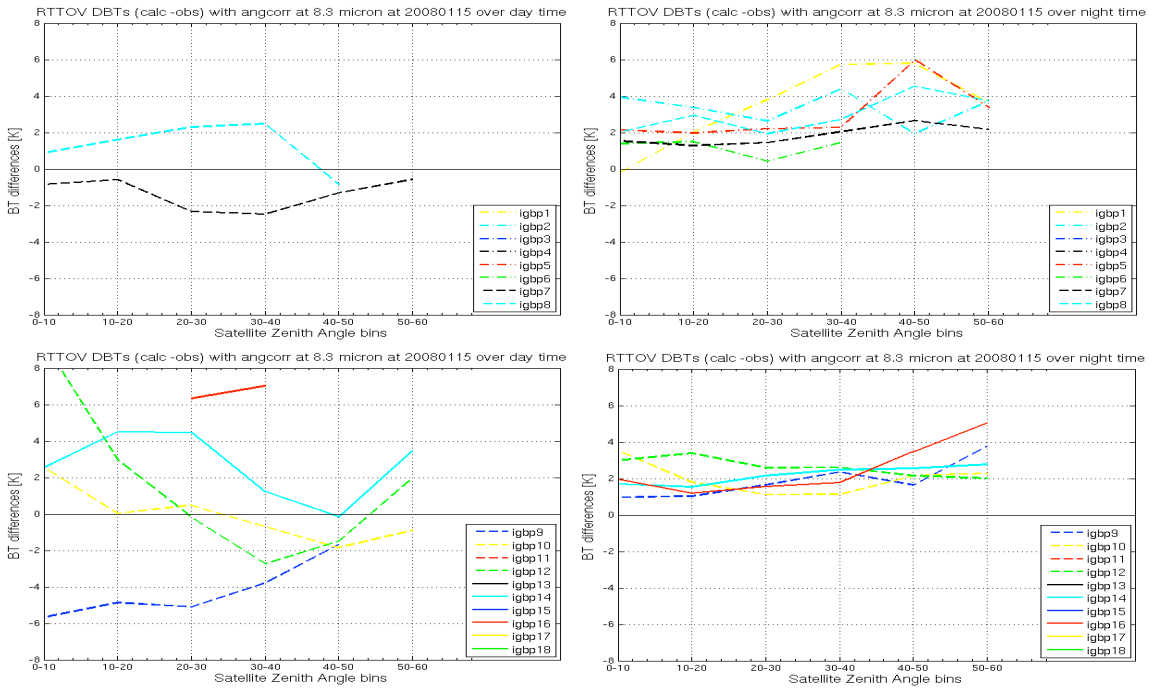 RTTOV DBTs (calc -obs) with angcorr at 8.3 micron at 20080115 over day time
8
6
4
2
0
-2
-4
-6
-8
BT differences [K]
0-10
10-20
20-30
30-40
40-50
50-60
Satellite Zenith Angle bins
igbp1
igbp2
igbp3
igbp4
igbp5
igbp6
igbp7
igbp8
RTTOV DBTs (calc -obs) with angcorr at 8.3 micron at 20080115 over night time
8
6
4
2
0
-2
-4
-6
-8
BT differences [K]
0-10
10-20
20-30
30-40
40-50
50-60
Satellite Zenith Angle bins
igbp1
igbp2
igbp3
igbp4
igbp5
igbp6
igbp7
igbp8
RTTOV DBTs (calc -obs) with angcorr at 8.3 micron at 20080115 over day time
8
6
4
2
0
-2
-4
-6
-8
BT differences [K]
0-10
10-20
20-30
30-40
40-50
50-60
Satellite Zenith Angle bins
igbp9
igbp10
igbp11
igbp12
igbp13
igbp14
igbp15
igbp16
igbp17
igbp18
RTTOV DBTs (calc -obs) with angcorr at 8.3 micron at 20080115 over night time
8
6
4
2
0
-2
-4
-6
-8
BT differences [K]
0-10
10-20
20-30
30-40
40-50
50-60
Satellite Zenith Angle bins
igbp9
igbp10
igbp11
igbp12
igbp13
igbp14
igbp15
igbp16
igbp17
igbp18